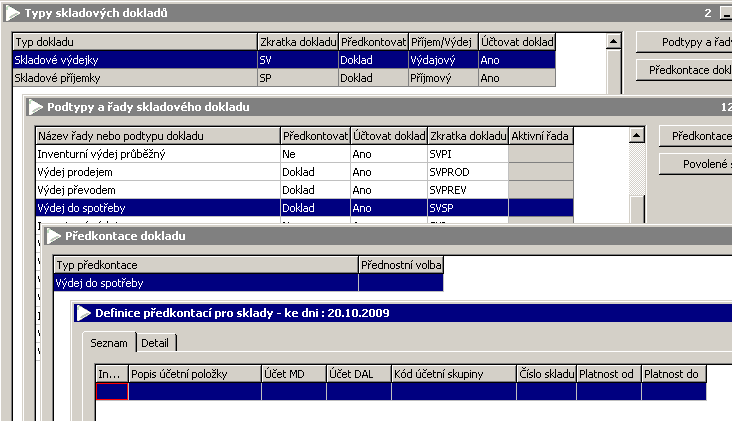 Typy skladových dokladů 2
Typ dokladu Zkratka dokladu Předkontovat Příjem/Výdej Účtovat doklad
Podtypy a řady
Skladové výdejky SV Doklad Výdajový Ano
Skladové příjemky SP Doklad Příjmový Ano
Předkontace dokl
Podtypy a řady skladového dokladu 12
Název řady nebo podtypu dokladu Předkontovat Účtovat doklad Zkratka dokladu Aktivní řada
Předkontace
Inventurní výdej průběžný Ne Ano SVPI
Povolené s
Výdej prodejem Doklad Ano SVPROD
Výdej převodem Doklad Ano SVPREV
Výdej do spotřeby Doklad Ano SVSP
Předkontace dokladu
Typ předkontace Přednostní volba
Výdej do spotřeby
Definice předkontací pro sklady - ke dni : 20.10.2009
Seznam Detail
In... Popis účetní položky Účet MD Účet DAL Kód účetní skupiny Číslo skladu Platnost od Platnost do